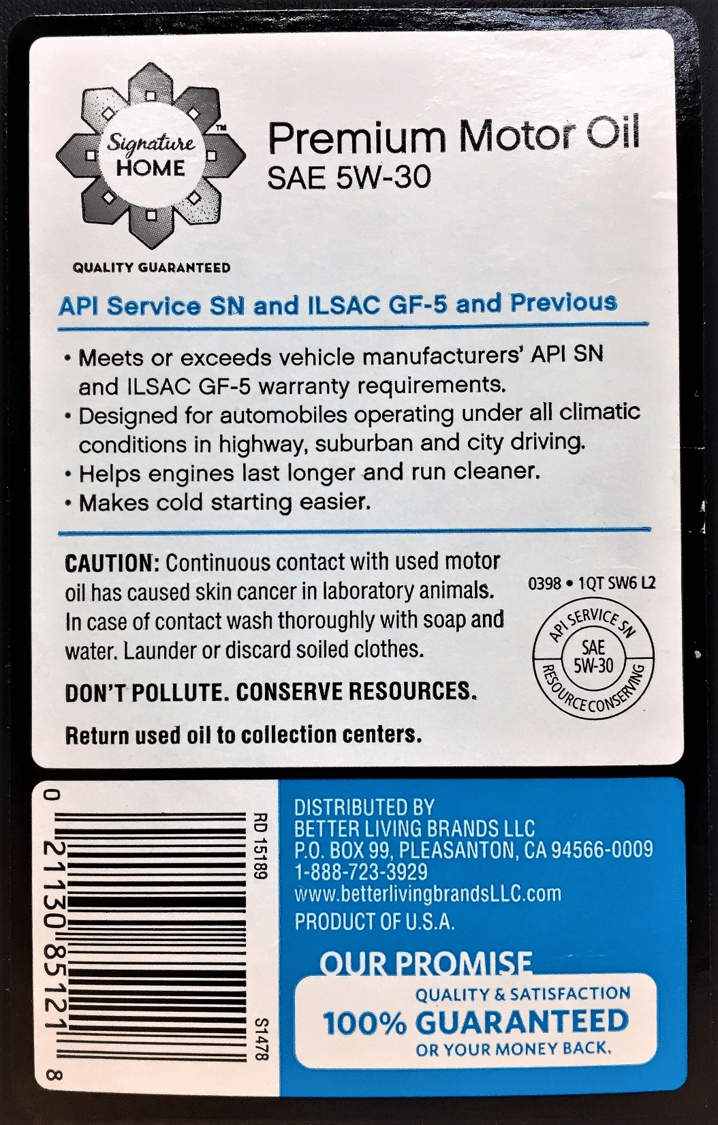 Signature
HOME
™
QUALITY GUARANTEED
Premium Motor Oil
SAE 5W-30
API Service SN and ILSAC GF-5 and Previous
• Meets or exceeds vehicle manufacturers' API SN
and ILSAC GF-5 warranty requirements.
• Designed for automobiles operating under all climatic
conditions in highway, suburban and city driving.
• Helps engines last longer and run cleaner.
• Makes cold starting easier.
CAUTION: Continuous contact with used motor
oil has caused skin cancer in laboratory animals.
In case of contact wash thoroughly with soap and
water. Launder or discard soiled clothes.
DON'T POLLUTE. CONSERVE RESOURCES.
Return used oil to collection centers.
0398 • 1QT SW6 L2
API SERVICE SN
SAE
5W-30
RESOURCE CONSERVING
0 21130 85121 8
RD 15189
S1478
DISTRIBUTED BY
BETTER LIVING BRANDS LLC
P.O. BOX 99, PLEASANTON, CA 94566-0009
1-888-723-3929
www.betterlivingbrandsLLC.com
PRODUCT OF U.S.A.
OUR PROMISE
QUALITY & SATISFACTION
100% GUARANTEED
OR YOUR MONEY BACK.